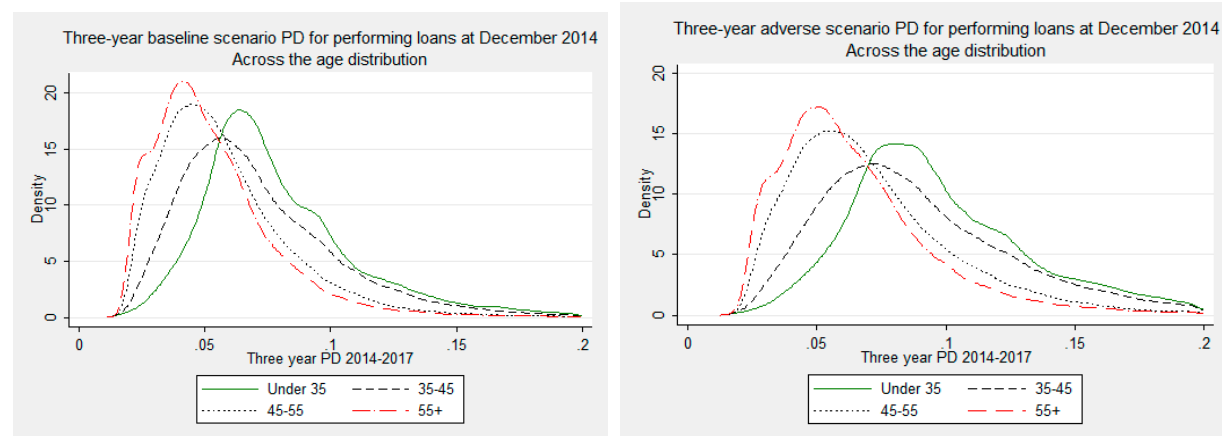 Three-year baseline scenario PD for performing loans at December 2014
Across the age distribution
20
15
10
5
0
Density
0
.05
.1
.15
.2
Three year PD 2014-2017
Under 35
35-45
45-55
55+
Three-year adverse scenario PD for performing loans at December 2014
Across the age distribution
20
15
10
5
0
Density
0
.05
.1
.15
.2
Three year PD 2014-2017
Under 35
35-45
45-55
55+